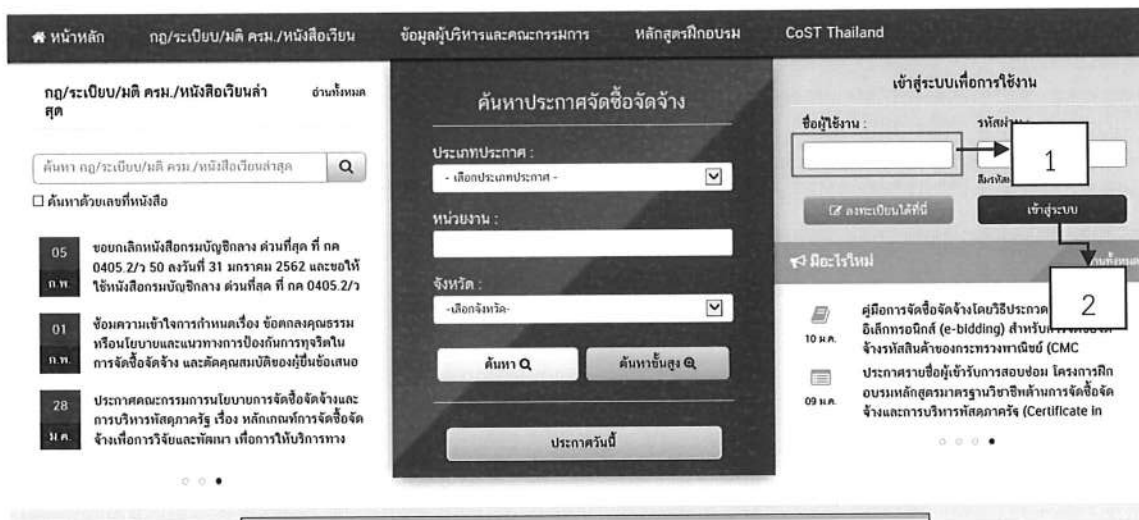 หน้าหลัก กฎ/ระเบียบ/มติ ครม./หนังสือเวียน ข้อมูลผู้บริหารและคณะกรรมการ หลักสูตรฝึกอบรม CoST Thailand
กฎ/ระเบียบ/มติ ครม./หนังสือเวียนล่า
สุด
อ่านทั้งหมด
ค้นหา กฎ/ระเบียบ/มติ ครม./หนังสือเวียนล่าสุด
ค้นหาด้วยเลขที่หนังสือ
05
ก.พ.
ขอยกเลิกหนังสือกรมบัญชีกลาง ด่วนที่สุด ที่ กค
0405.2/ว 50 ลงวันที่ 31 มกราคม 2562 และขอให้
ใช้หนังสือกรมบัญชีกลาง ด่วนที่สุด ที่ กค 0405.2/ว
01
ก.พ.
ซ้อมความเข้าใจการกำหนดเรื่อง ข้อตกลงคุณธรรม
หรือนโยบายและแนวทางการป้องกันการทุจริตใน
การจัดซื้อจัดจ้าง และตัดคุณสมบัติของผู้ยื่นข้อเสนอ
28
ม.ค.
ประกาศคณะกรรมการนโยบายการจัดซื้อจัดจ้างและ
การบริหารพัสดุภาครัฐ เรื่อง หลักเกณฑ์การจัดซื้อจัด
จ้างเพื่อการวิจัยและพัฒนา เพื่อการให้บริการทาง
ค้นหาประกาศจัดซื้อจัดจ้าง
ประเภทประกาศ :
- เลือกประเภทประกาศ -
หน่วยงาน :
จังหวัด :
-เลือกจังหวัด-
ค้นหา ค้นหาขั้นสูง
ประกาศวันนี้
เข้าสู่ระบบเพื่อการใช้งาน
ชื่อผู้ใช้งาน : รหัสผ่าน :
1
ลงทะเบียนได้ที่นี่ เข้าสู่ระบบ
มีอะไรใหม่
2
10 ม.ค.
คู่มือการจัดซื้อจัดจ้างโดยวิธีประกวด
อิเล็กทรอนิกส์ (e-bidding)
จ้างรหัสสินค้าของกระทรวงพาณิชย์ (CMC
09 ม.ค.
ประกาศรายชื่อผู้เข้ารับการสอบซ่อม โครงการฝึก
อบรมหลักสูตรมาตรฐานวิชาชีพด้านการจัดซื้อจัด
จ้างและการบริหารพัสดุภาครัฐ (Certificate in